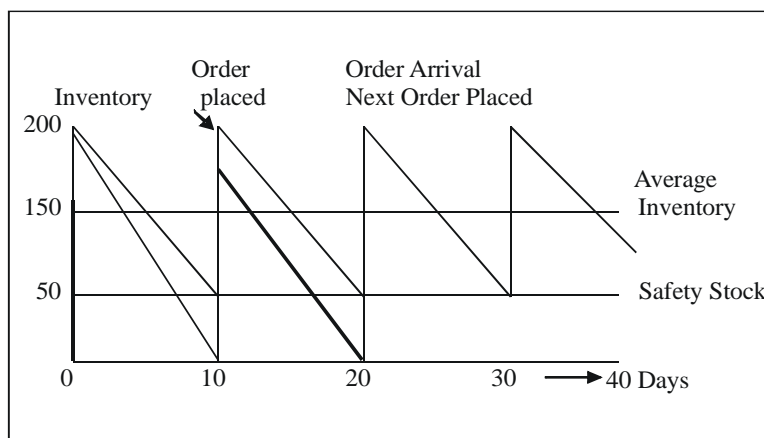 Order
placed
Order Arrival
Next Order Placed
Inventory
200
Average
Inventory
150
Safety Stock
50
0
10
20
30
40 Days